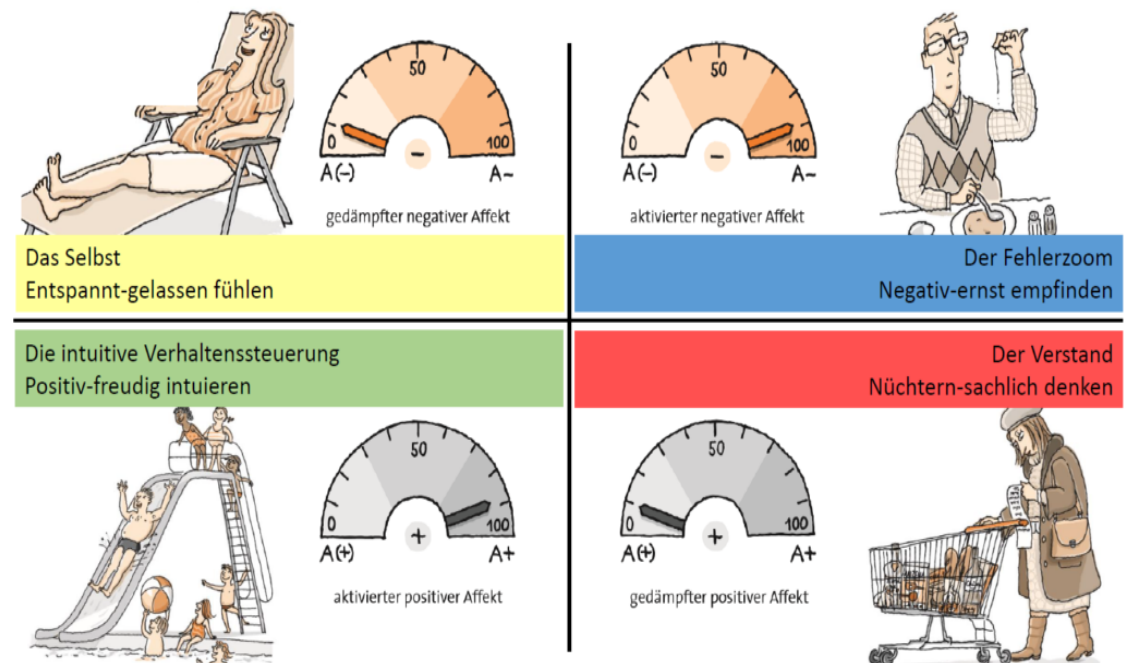 50
0
100
−
A(−)
A~
gedämpfter negativer Affekt
50
0
100
−
A(−)
A~
aktivierter negativer Affekt
Das Selbst
Entspannt-gelassen fühlen
Der Fehlerzoom
Negativ-ernst empfinden
Die intuitive Verhaltenssteuerung
Positiv-freudig intuieren
Der Verstand
Nüchtern-sachlich denken
50
0
100
+
A(+)
A+
aktivierter positiver Affekt
50
0
100
+
A(+)
A+
gedämpfter positiver Affekt